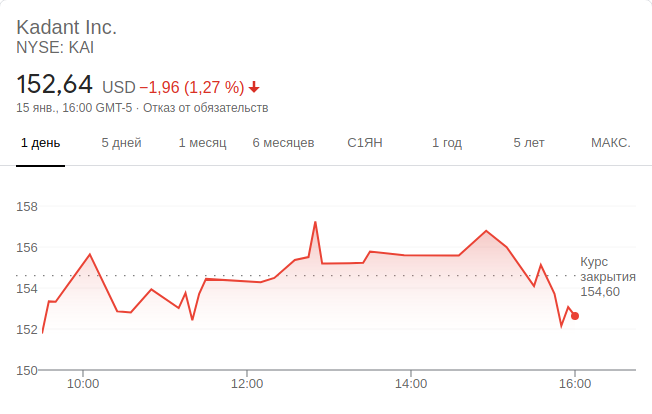 Kadant Inc.
NYSE: KAI
152,64 USD −1,96 (1,27 %)
15 янв., 16:00 GMT-5 · Отказ от обязательств
1 день 5 дней 1 месяц 6 месяцев С1ЯН 1 год 5 лет МАКС.
158
156
Курс
закрытия
154,60
154
152
150
10:00 12:00 14:00 16:00